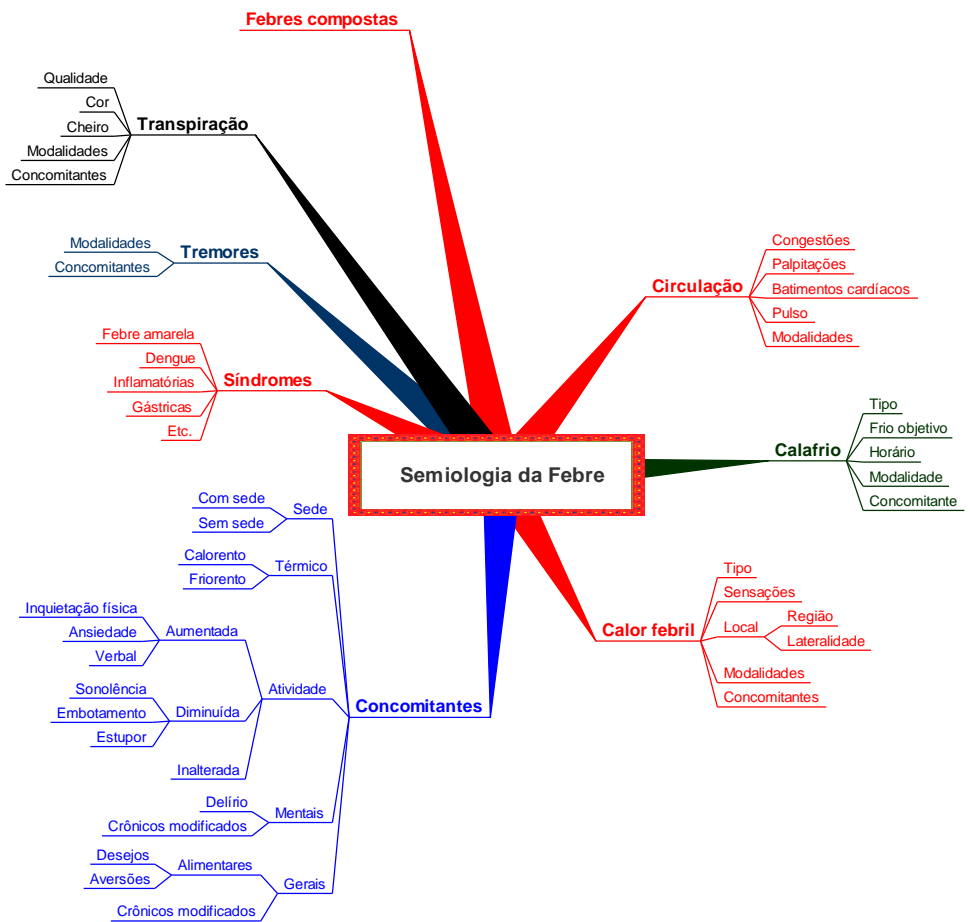 Febres compostas
Transpiração
Qualidade
Cor
Cheiro
Modalidades
Concomitantes
Tremores
Modalidades
Concomitantes
Síndromes
Febre amarela
Dengue
Inflamatórias
Gástricas
Etc.
Semiologia da Febre
Circulação
Congestões
Palpitações
Batimentos cardíacos
Pulso
Modalidades
Calafrio
Tipo
Frio objetivo
Horário
Modalidade
Concomitante
Calor febril
Tipo
Sensações
Local
Região
Lateralidade
Modalidades
Concomitantes
Concomitantes
Sede
Com sede
Sem sede
Térmico
Calorento
Friorento
Atividade
Aumentada
Inquietação física
Ansiedade
Verbal
Diminuída
Sonolência
Embotamento
Estupor
Inalterada
Mentais
Delírio
Crônicos modificados
Gerais
Alimentares
Desejos
Aversões
Crônicos modificados